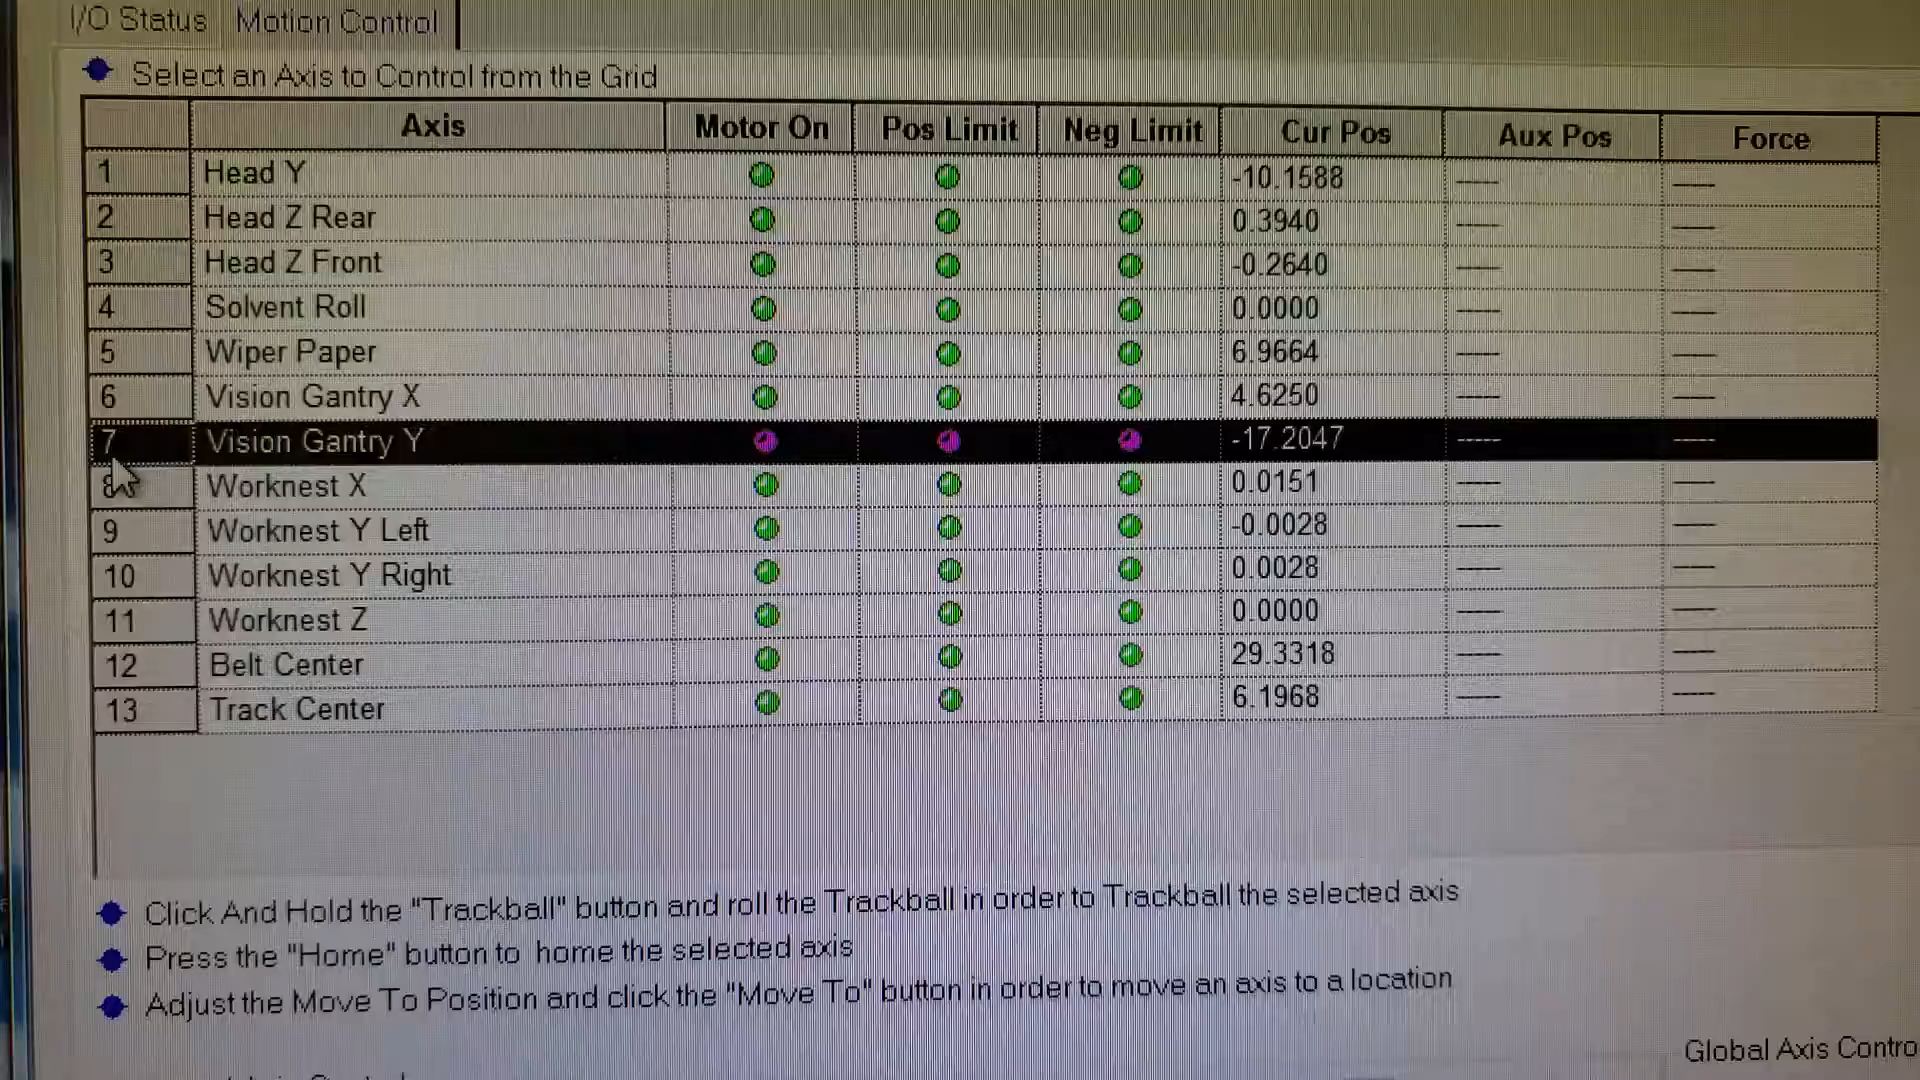 I/O Status Motion Control
Select an Axis to Control from the Grid
Axis Motor On Pos Limit Neg Limit Cur Pos Aux Pos Force
1 Head Y -10.1588 ----- -----
2 Head Z Rear 0.3940 ----- -----
3 Head Z Front -0.2640 ----- -----
4 Solvent Roll 0.0000 ----- -----
5 Wiper Paper 6.9664 ----- -----
6 Vision Gantry X 4.6250 ----- -----
7 Vision Gantry Y -17.2047 ----- -----
8 Worknest X 0.0151 ----- -----
9 Worknest Y Left -0.0028 ----- -----
10 Worknest Y Right 0.0028 ----- -----
11 Worknest Z 0.0000 ----- -----
12 Belt Center 29.3318 ----- -----
13 Track Center 6.1968 ----- -----
Click And Hold the "Trackball" button and roll the Trackball in order to Trackball the selected axis
Press the "Home" button to home the selected axis
Adjust the Move To Position and click the "Move To" button in order to move an axis to a location
Global Axis Contro